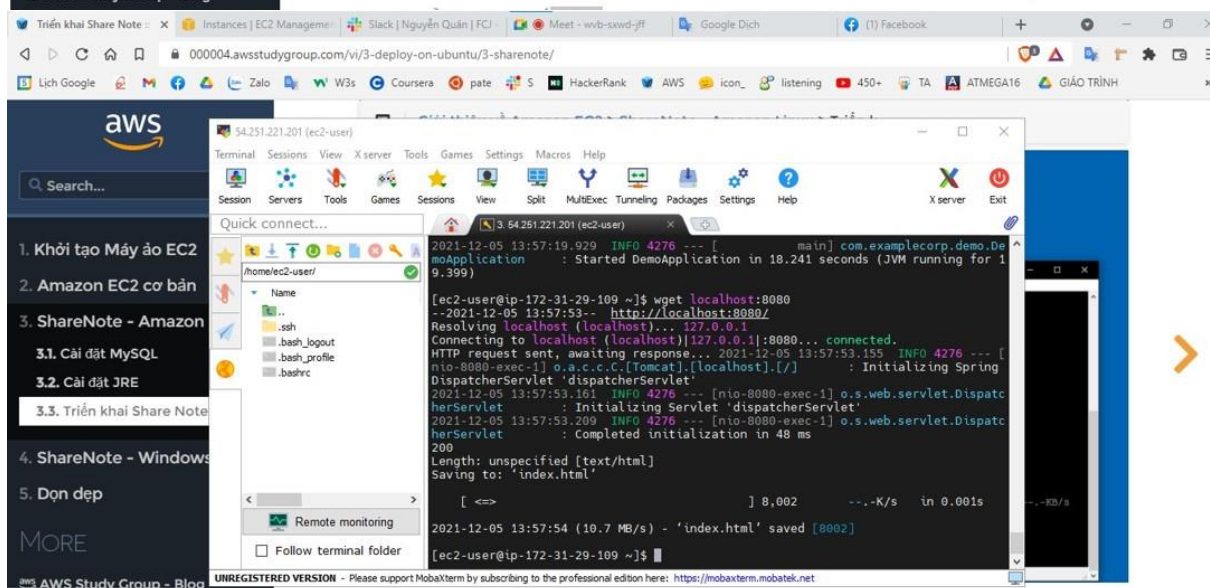 Triển khai Share Note ::
Instances | EC2 Managemen
Slack | Nguyễn Quán | FCJ -
Meet - wvb-sxwd-jff
Google Dịch
(1) Facebook
000004.awsstudygroup.com/vi/3-deploy-on-ubuntu/3-sharenote/
Lịch Google
Zalo
W3s
Coursera
pate
S
HackerRank
AWS
icon_
listening
450+
TA
ATMEGA16
GIÁO TRÌNH
aws
Search...
1. Khởi tạo Máy ảo EC2
2. Amazon EC2 cơ bản
3. ShareNote - Amazon
3.1. Cài đặt MySQL
3.2. Cài đặt JRE
3.3. Triển khai Share Note
4. ShareNote - Windows
5. Dọn dẹp
MORE
AWS Study Group - Blog
54.251.221.201 (ec2-user)
Terminal Sessions View X server Tools Games Settings Macros Help
Session Servers Tools Games Sessions View Split MultiExec Tunneling Packages Settings Help X server Exit
Quick connect...
3. 54.251.221.201 (ec2-user)
/home/ec2-user/
Name
..
.ssh
.bash_logout
.bash_profile
.bashrc
Remote monitoring
Follow terminal folder
2021-12-05 13:57:19.929 INFO 4276 --- [ main] com.examplecorp.demo.De
moApplication : Started DemoApplication in 18.241 seconds (JVM running for 1
9.399)
[ec2-user@ip-172-31-29-109 ~]$ wget localhost:8080
--2021-12-05 13:57:53-- http://localhost:8080/
Resolving localhost (localhost)... 127.0.0.1
Connecting to localhost (localhost)|127.0.0.1|:8080... connected.
HTTP request sent, awaiting response... 2021-12-05 13:57:53.155 INFO 4276 --- [
nio-8080-exec-1] o.a.c.c.C.[Tomcat].[localhost].[/] : Initializing Spring
DispatcherServlet 'dispatcherServlet'
2021-12-05 13:57:53.161 INFO 4276 --- [nio-8080-exec-1] o.s.web.servlet.Dispatc
herServlet : Initializing Servlet 'dispatcherServlet'
2021-12-05 13:57:53.209 INFO 4276 --- [nio-8080-exec-1] o.s.web.servlet.Dispatc
herServlet : Completed initialization in 48 ms
200
Length: unspecified [text/html]
Saving to: ‘index.html’
[ <=> ] 8,002 --.-K/s in 0.001s
2021-12-05 13:57:54 (10.7 MB/s) - ‘index.html’ saved [8002]
[ec2-user@ip-172-31-29-109 ~]$
--.-KB/s
UNREGISTERED VERSION - Please support MobaXterm by subscribing to the professional edition here: https://mobaxterm.mobatek.net